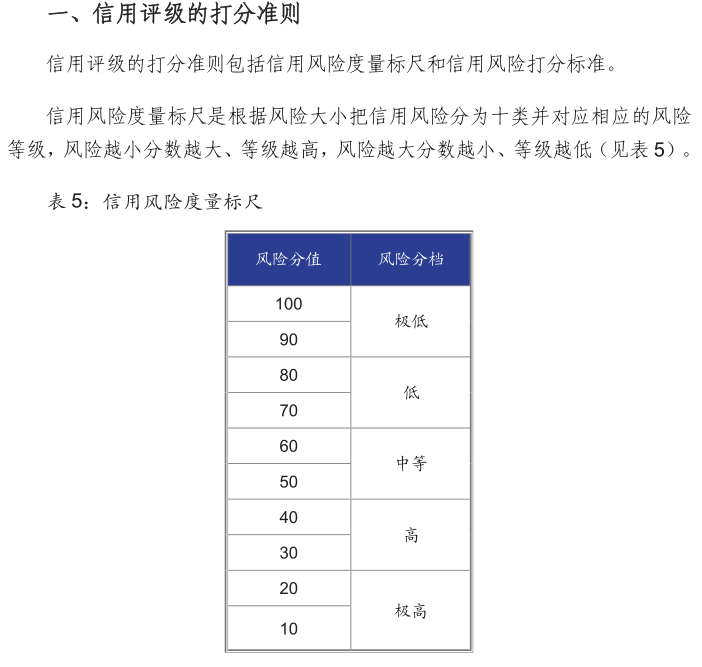 一、信用评级的打分准则
信用评级的打分准则包括信用风险度量标尺和信用风险打分标准。
信用风险度量标尺是根据风险大小把信用风险分为十类并对应相应的风险
等级，风险越小分数越大、等级越高，风险越大分数越小、等级越低（见表 5）。
表 5：信用风险度量标尺
风险分值 风险分档
100
极低
90
80
低
70
60
中等
50
40
高
30
20
极高
10